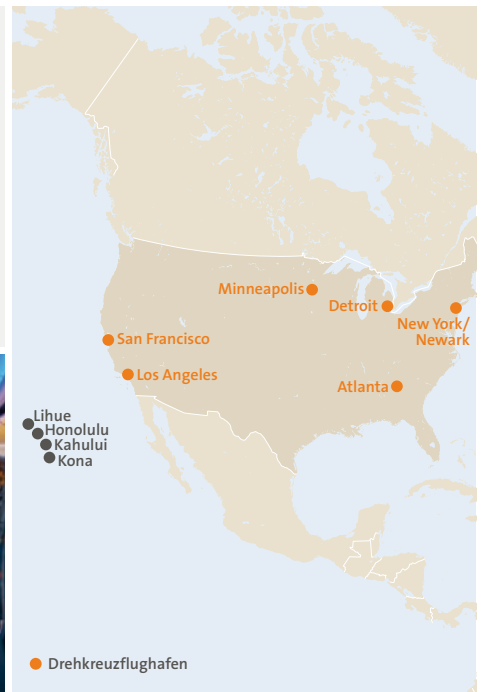 Minneapolis
Detroit
New York/
Newark
San Francisco
Los Angeles
Atlanta
Lihue
Honolulu
Kahului
Kona
Drehkreuzflughafen